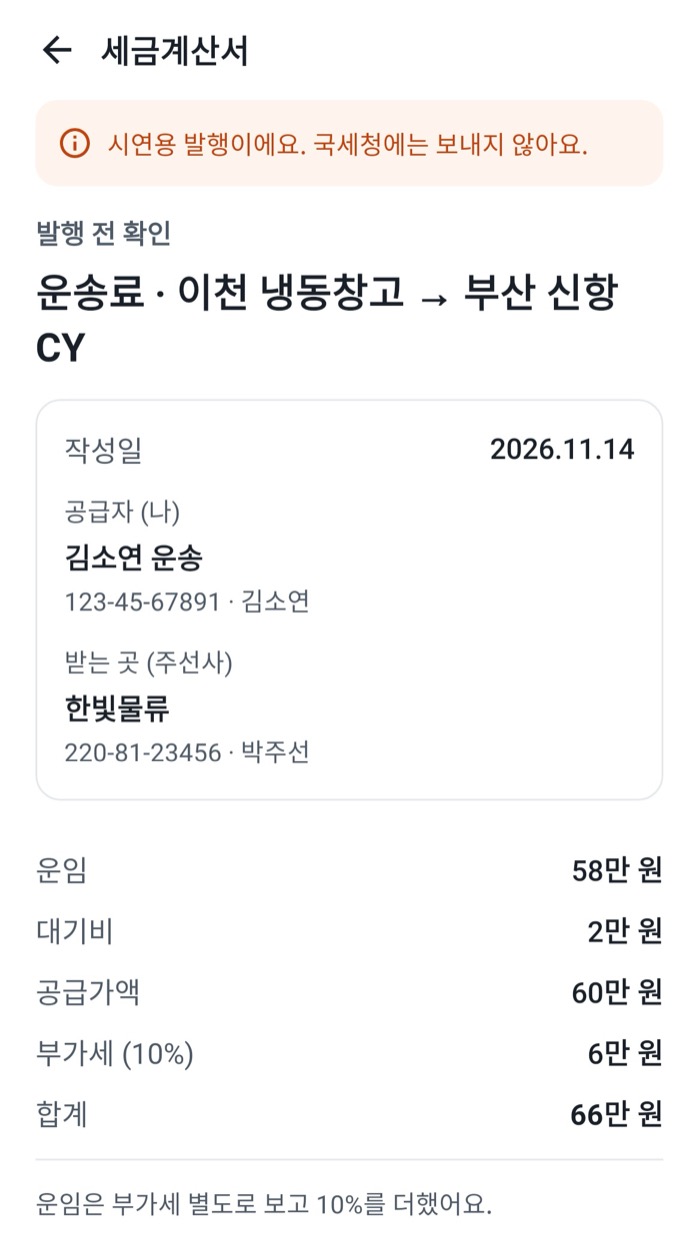 세금계산서
시연용 발행이에요. 국세청에는 보내지 않아요.
발행 전 확인
운송료 · 이천 냉동창고 → 부산 신항
CY
작성일 2026.11.14
공급자 (나)
김소연 운송
123-45-67891 · 김소연
받는 곳 (주선사)
한빛물류
220-81-23456 · 박주선
운임 58만 원
대기비 2만 원
공급가액 60만 원
부가세 (10%) 6만 원
합계 66만 원
운임은 부가세 별도로 보고 10%를 더했어요.